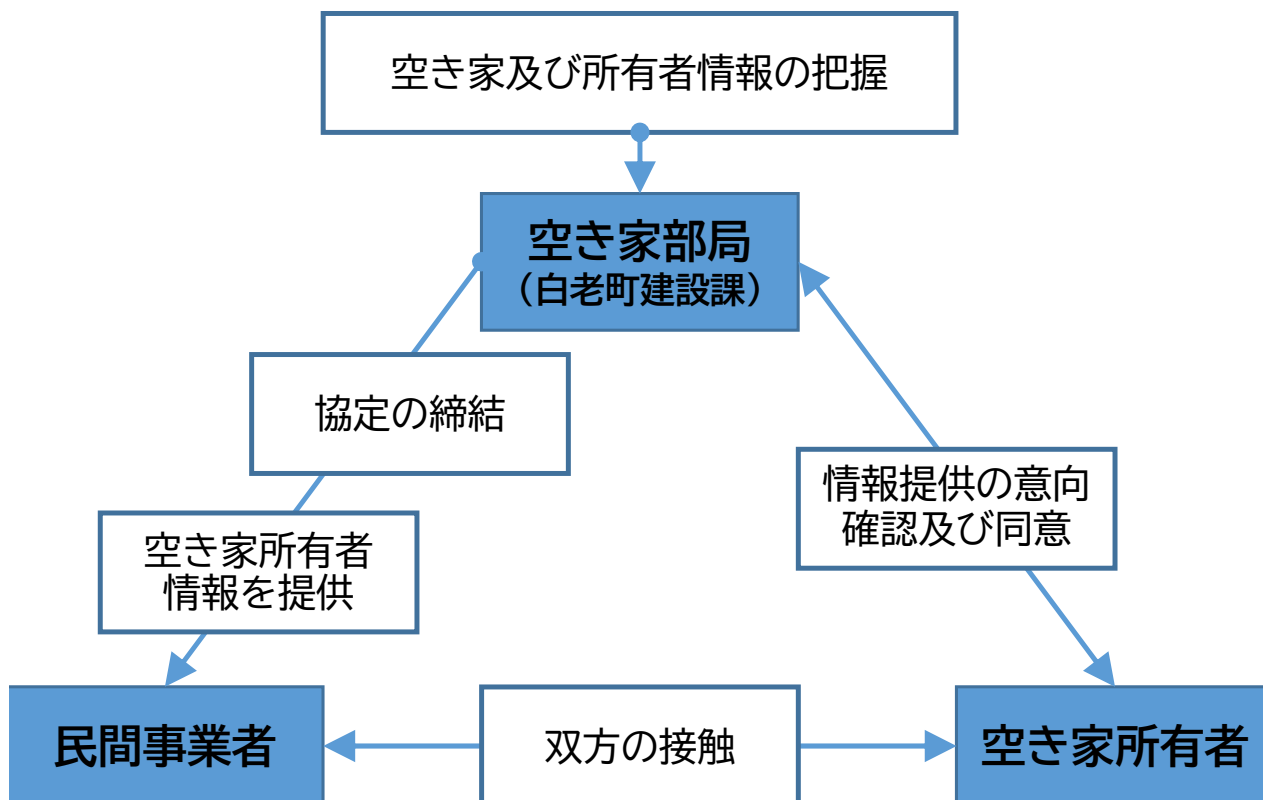 空き家及び所有者情報の把握
空き家部局
（白老町建設課）
協定の締結
情報提供の意向
確認及び同意
空き家所有者
情報を提供
民間事業者
双方の接触
空き家所有者